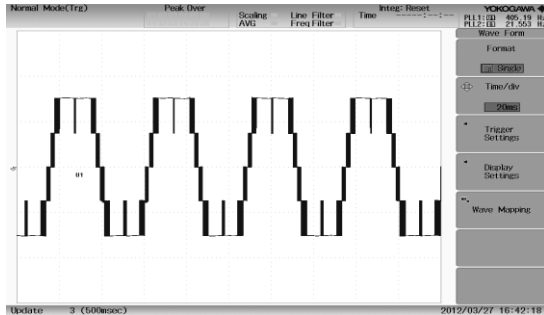 Normal Mode(Trg)
Peak Over
Scaling
AVG
Line Filter
Freq Filter
Time -----:--:--
Integ: Reset
YOKOGAWA
PLL1: 405.19 H
PLL2: 21.553 H
Wave Form
Format
Single
Time/div
20ms
Trigger
Settings
Display
Settings
Wave Mapping
U1
Update 3 (500msec)
2012/03/27 16:42:18